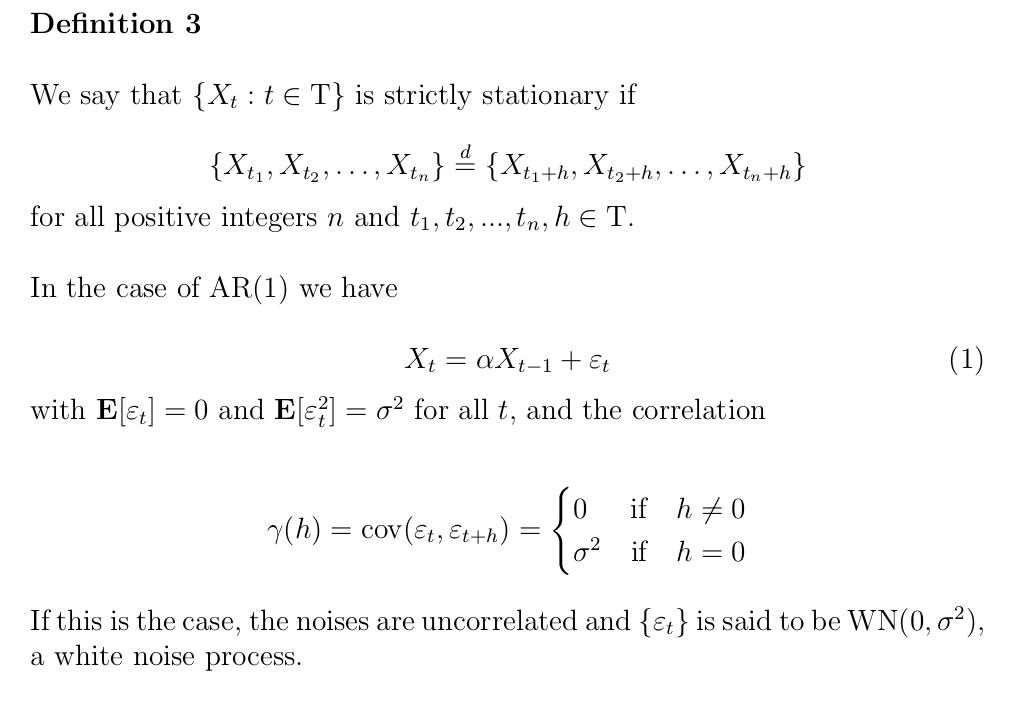 Definition 3
We say that {X_t : t ∈ T} is strictly stationary if
{X_{t_1}, X_{t_2}, . . . , X_{t_n}} \stackrel{d}{=} {X_{t_1+h}, X_{t_2+h}, . . . , X_{t_n+h}}
for all positive integers n and t_1, t_2, ..., t_n, h ∈ T.
In the case of AR(1) we have
X_t = αX_{t−1} + ε_t (1)
with E[ε_t] = 0 and E[ε_t^2] = σ^2 for all t, and the correlation
γ(h) = cov(ε_t, ε_{t+h}) = { 0 if h ≠ 0
σ^2 if h = 0
If this is the case, the noises are uncorrelated and {ε_t} is said to be WN(0, σ^2),
a white noise process.